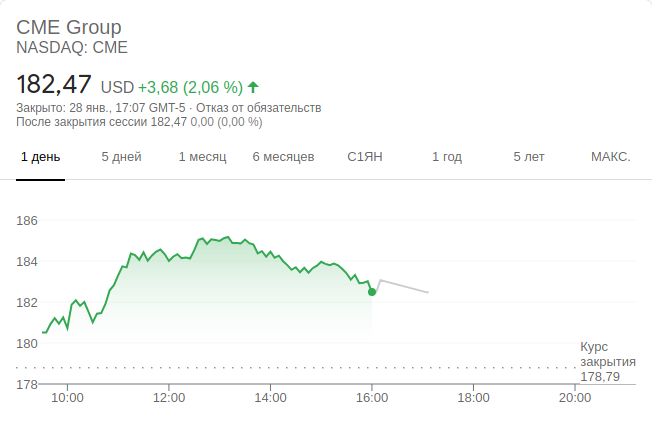 CME Group
NASDAQ: CME
182,47 USD +3,68 (2,06 %)
Закрыто: 28 янв., 17:07 GMT-5 · Отказ от обязательств
После закрытия сессии 182,47 0,00 (0,00 %)
1 день 5 дней 1 месяц 6 месяцев С1ЯН 1 год 5 лет МАКС.
186
184
182
180
Курс
закрытия
178,79
178
10:00 12:00 14:00 16:00 18:00 20:00